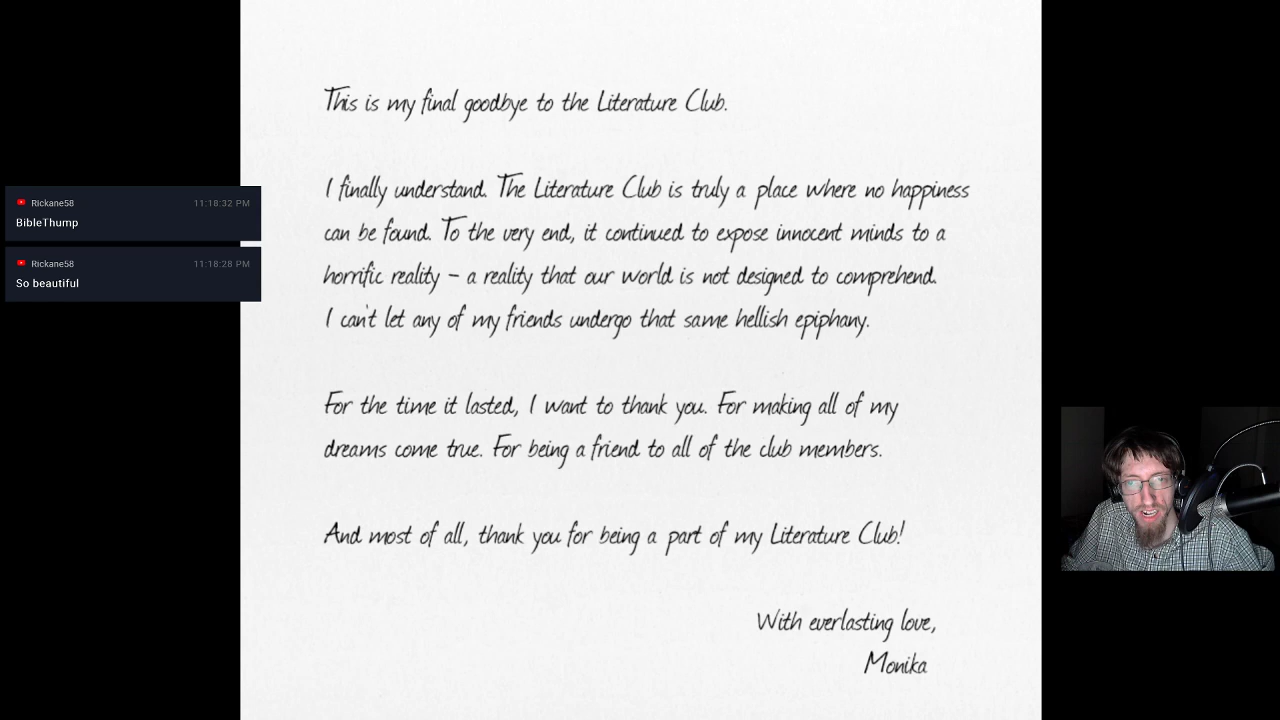 This is my final goodbye to the Literature Club.
I finally understand. The Literature Club is truly a place where no happiness
can be found. To the very end, it continued to expose innocent minds to a
horrific reality – a reality that our world is not designed to comprehend.
I can't let any of my friends undergo that same hellish epiphany.
For the time it lasted, I want to thank you. For making all of my
dreams come true. For being a friend to all of the club members.
And most of all, thank you for being a part of my Literature Club!
With everlasting love,
Monika
Rickane58 11:18:32 PM
BibleThump
Rickane58 11:18:28 PM
So beautiful